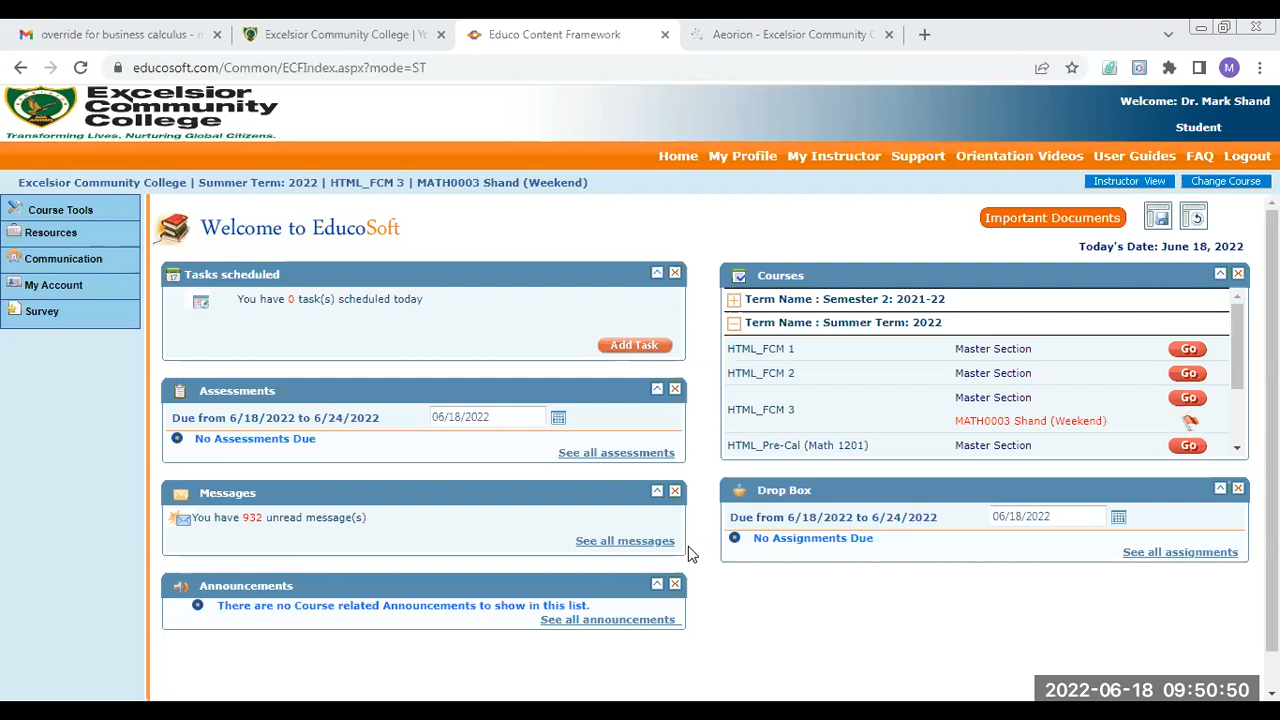 override for business calculus - m
Excelsior Community College | Yo
Educo Content Framework
Aeorion - Excelsior Community C
educosoft.com/Common/ECFIndex.aspx?mode=ST
M
Excelsior
Community
College
Transforming Lives, Nurturing Global Citizens.
Welcome: Dr. Mark Shand
Student
Home My Profile My Instructor Support Orientation Videos User Guides FAQ Logout
Excelsior Community College | Summer Term: 2022 | HTML_FCM 3 | MATH0003 Shand (Weekend)
Instructor View Change Course
Course Tools
Resources
Communication
My Account
Survey
Welcome to EducoSoft
Important Documents
Today's Date: June 18, 2022
Tasks scheduled
You have 0 task(s) scheduled today
Add Task
Assessments
Due from 6/18/2022 to 6/24/2022 06/18/2022
No Assessments Due
See all assessments
Messages
You have 932 unread message(s)
See all messages
Announcements
There are no Course related Announcements to show in this list.
See all announcements
Courses
Term Name : Semester 2: 2021-22
Term Name : Summer Term: 2022
HTML_FCM 1 Master Section Go
HTML_FCM 2 Master Section Go
HTML_FCM 3 Master Section Go
MATH0003 Shand (Weekend)
HTML_Pre-Cal (Math 1201) Master Section Go
Drop Box
Due from 6/18/2022 to 6/24/2022 06/18/2022
No Assignments Due
See all assignments
2022-06-18 09:50:50